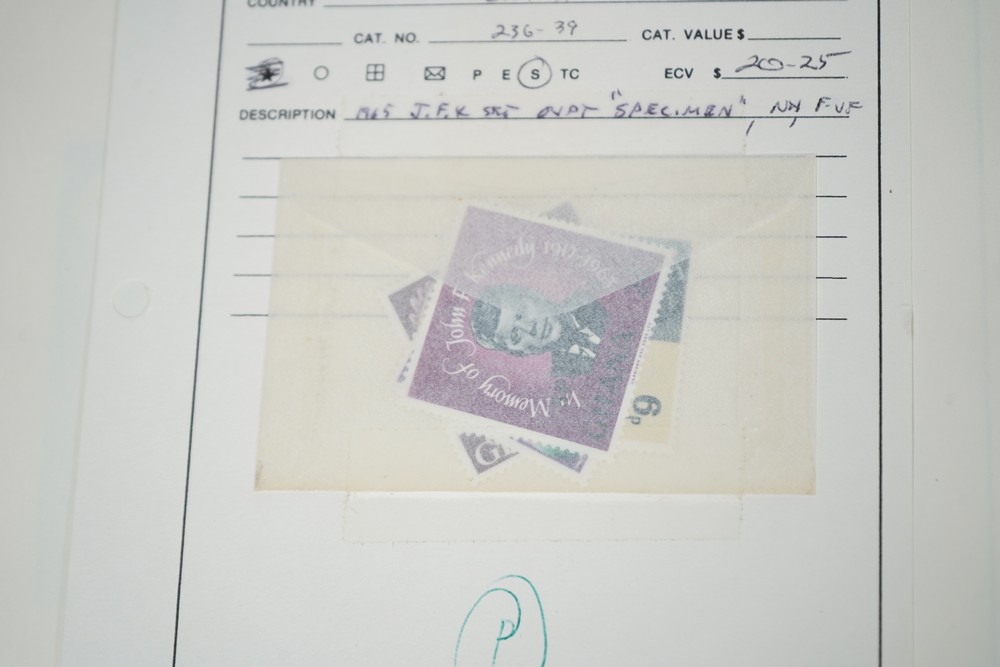 COUNTRY
CAT. NO. 236-39 CAT. VALUE $
P E S TC ECV $ 20-25
DESCRIPTION 1965 J.F.K SET OVPT "SPECIMEN", NH, F-VF
Memory of John F. Kennedy 1917-1963
6p
G
P